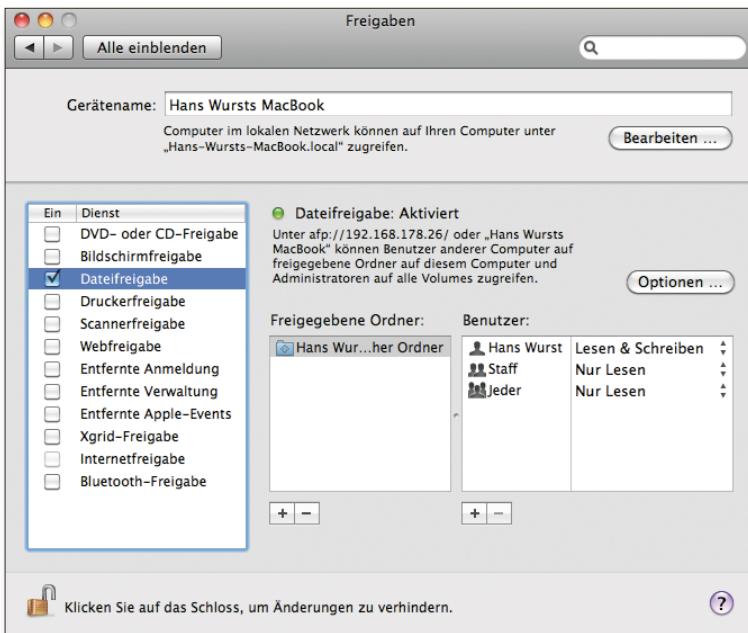 Freigaben
Alle einblenden
Gerätename: Hans Wursts MacBook
Computer im lokalen Netzwerk können auf Ihren Computer unter
„Hans-Wursts-MacBook.local“ zugreifen.
Bearbeiten ...
Ein Dienst
DVD- oder CD-Freigabe
Bildschirmfreigabe
Dateifreigabe
Druckerfreigabe
Scannerfreigabe
Webfreigabe
Entfernte Anmeldung
Entfernte Verwaltung
Entfernte Apple-Events
Xgrid-Freigabe
Internetfreigabe
Bluetooth-Freigabe
Dateifreigabe: Aktiviert
Unter afp://192.168.178.26/ oder „Hans Wursts
MacBook“ können Benutzer anderer Computer auf
freigegebene Ordner auf diesem Computer und
Administratoren auf alle Volumes zugreifen.
Optionen ...
Freigegebene Ordner:
Hans Wur...her Ordner
+ −
Benutzer:
Hans Wurst Lesen & Schreiben
Staff Nur Lesen
Jeder Nur Lesen
+ −
Klicken Sie auf das Schloss, um Änderungen zu verhindern.
?